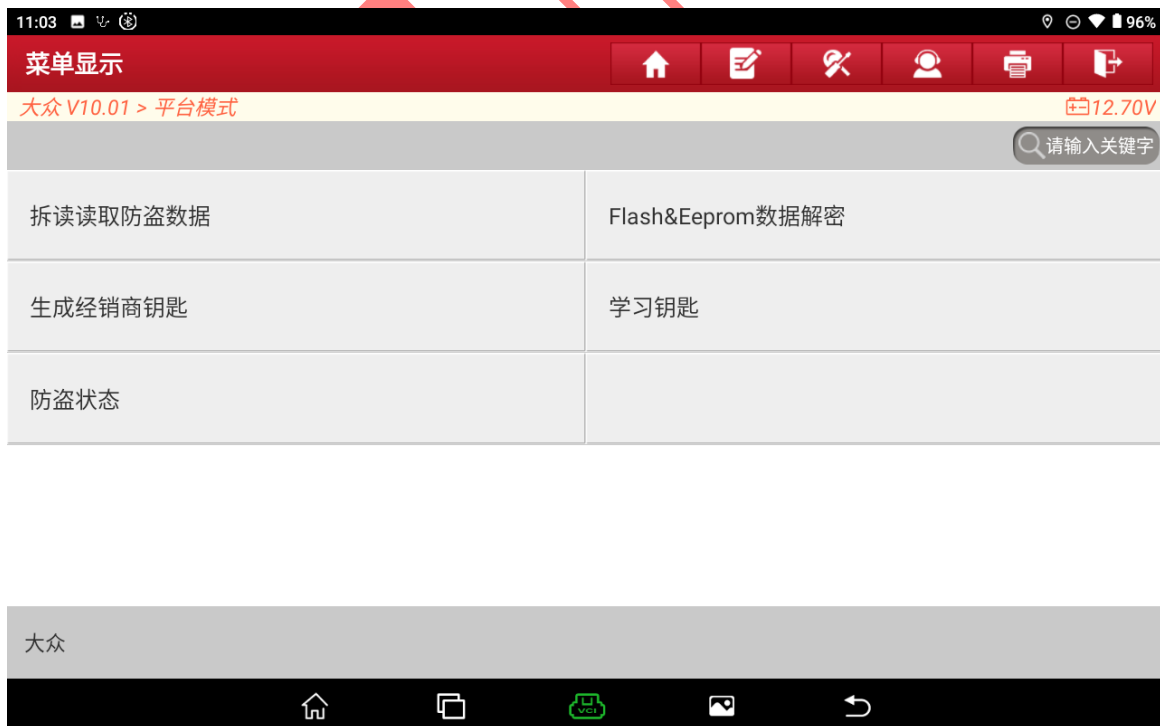 11:03
96%
菜单显示
大众 V10.01 > 平台模式
12.70V
请输入关键字
拆读读取防盗数据
Flash&Eeprom数据解密
生成经销商钥匙
学习钥匙
防盗状态
大众
VCI